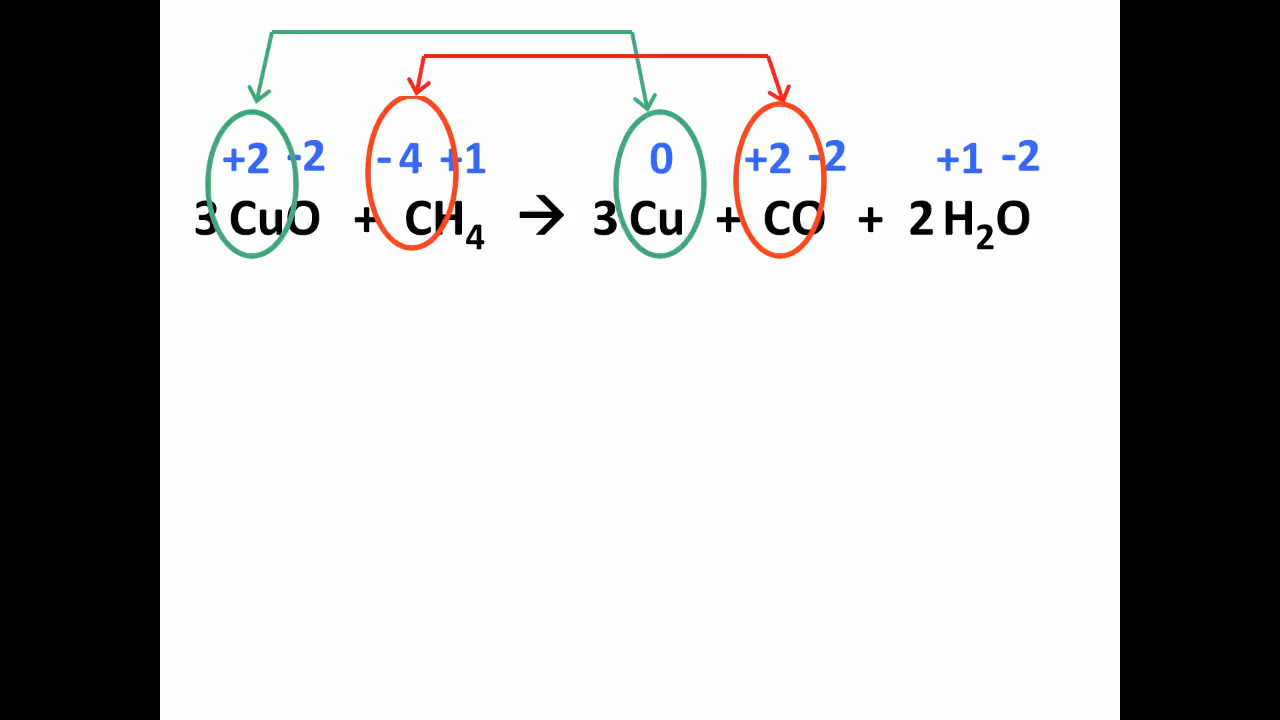 +2 -2 - 4 +1 0 +2 -2 +1 -2
3 CuO + CH₄ → 3 Cu + CO + 2 H₂O